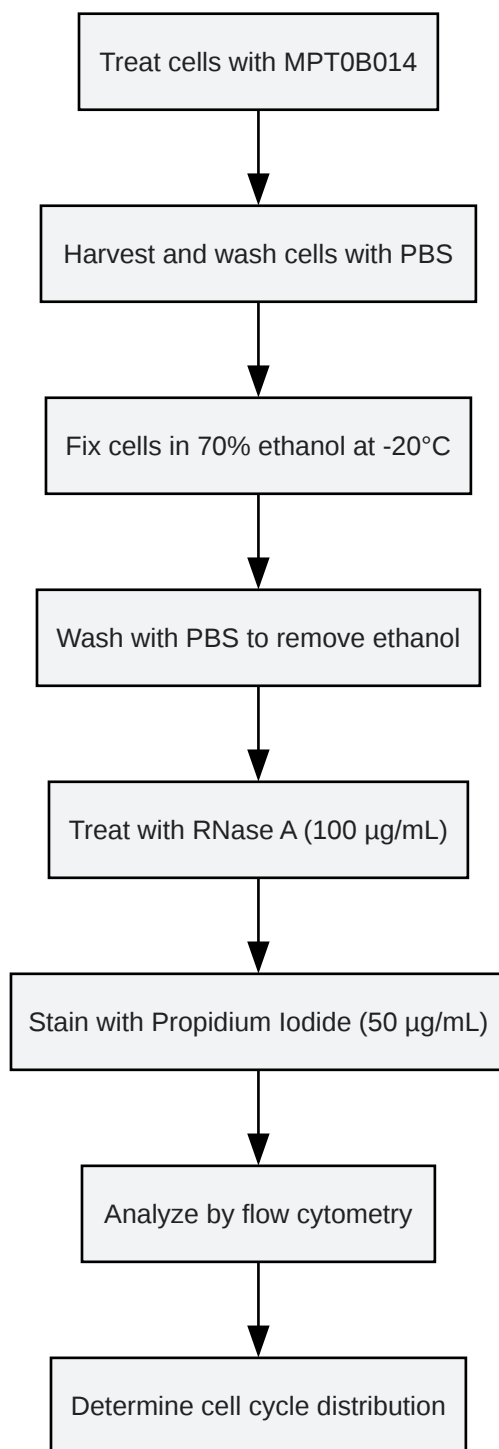 Treat cells with MPT0B014
Harvest and wash cells with PBS
Fix cells in 70% ethanol at -20°C
Wash with PBS to remove ethanol
Treat with RNase A (100 µg/mL)
Stain with Propidium Iodide (50 µg/mL)
Analyze by flow cytometry
Determine cell cycle distribution